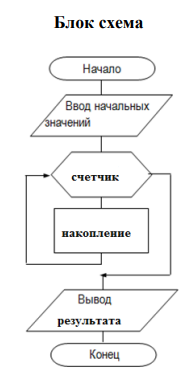 Блок схема
Начало
Ввод начальных
значений
счетчик
накопление
Вывод
результата
Конец